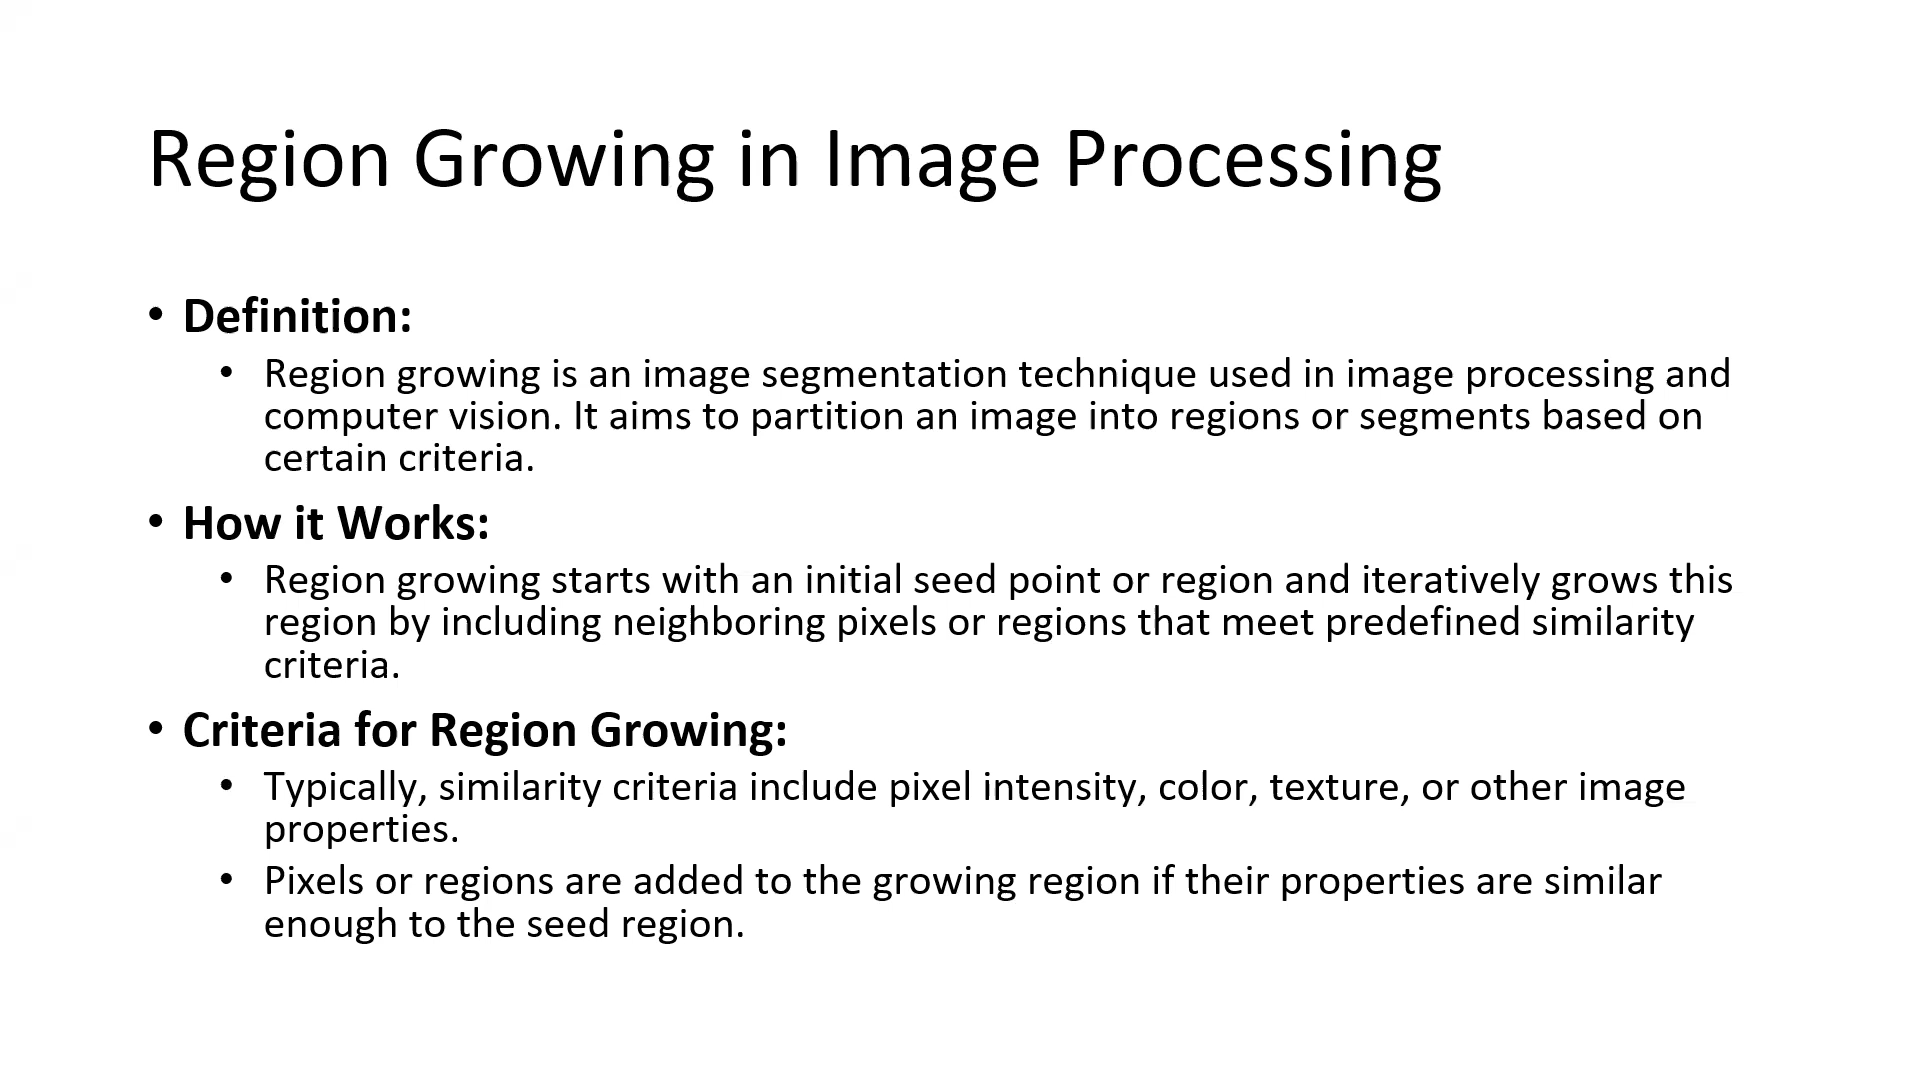 Region Growing in Image Processing
• Definition:
• Region growing is an image segmentation technique used in image processing and
computer vision. It aims to partition an image into regions or segments based on
certain criteria.
• How it Works:
• Region growing starts with an initial seed point or region and iteratively grows this
region by including neighboring pixels or regions that meet predefined similarity
criteria.
• Criteria for Region Growing:
• Typically, similarity criteria include pixel intensity, color, texture, or other image
properties.
• Pixels or regions are added to the growing region if their properties are similar
enough to the seed region.